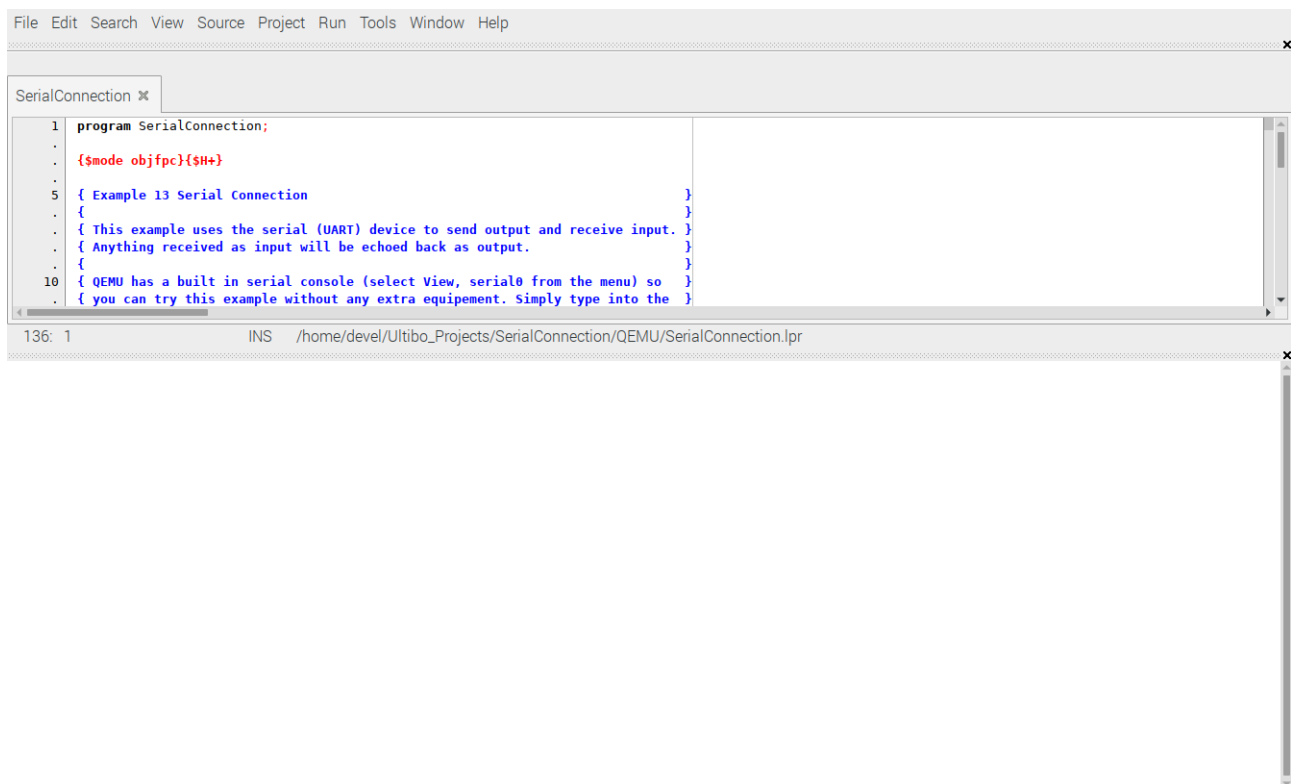 File Edit Search View Source Project Run Tools Window Help
SerialConnection
1 program SerialConnection;
.
. {$mode objfpc}{$H+}
.
5 { Example 13 Serial Connection }
. { }
. { This example uses the serial (UART) device to send output and receive input. }
. { Anything received as input will be echoed back as output. }
. { }
10 { QEMU has a built in serial console (select View, serial0 from the menu) so }
. { you can try this example without any extra equipement. Simply type into the }
136: 1 INS /home/devel/Ultibo_Projects/SerialConnection/QEMU/SerialConnection.lpr